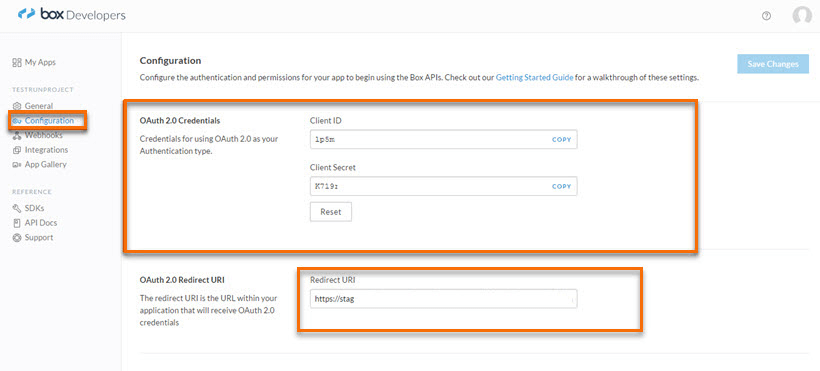 box Developers
My Apps
TESTRUNPROJECT
General
Configuration
Webhooks
Integrations
App Gallery
REFERENCE
SDKs
API Docs
Support
Configuration
Save Changes
Configure the authentication and permissions for your app to begin using the Box APIs. Check out our Getting Started Guide for a walkthrough of these settings.
OAuth 2.0 Credentials
Credentials for using OAuth 2.0 as your
Authentication type.
Client ID
COPY
Client Secret
COPY
Reset
OAuth 2.0 Redirect URI
The redirect URI is the URL within your
application that will receive OAuth 2.0
credentials
Redirect URI
https://stag